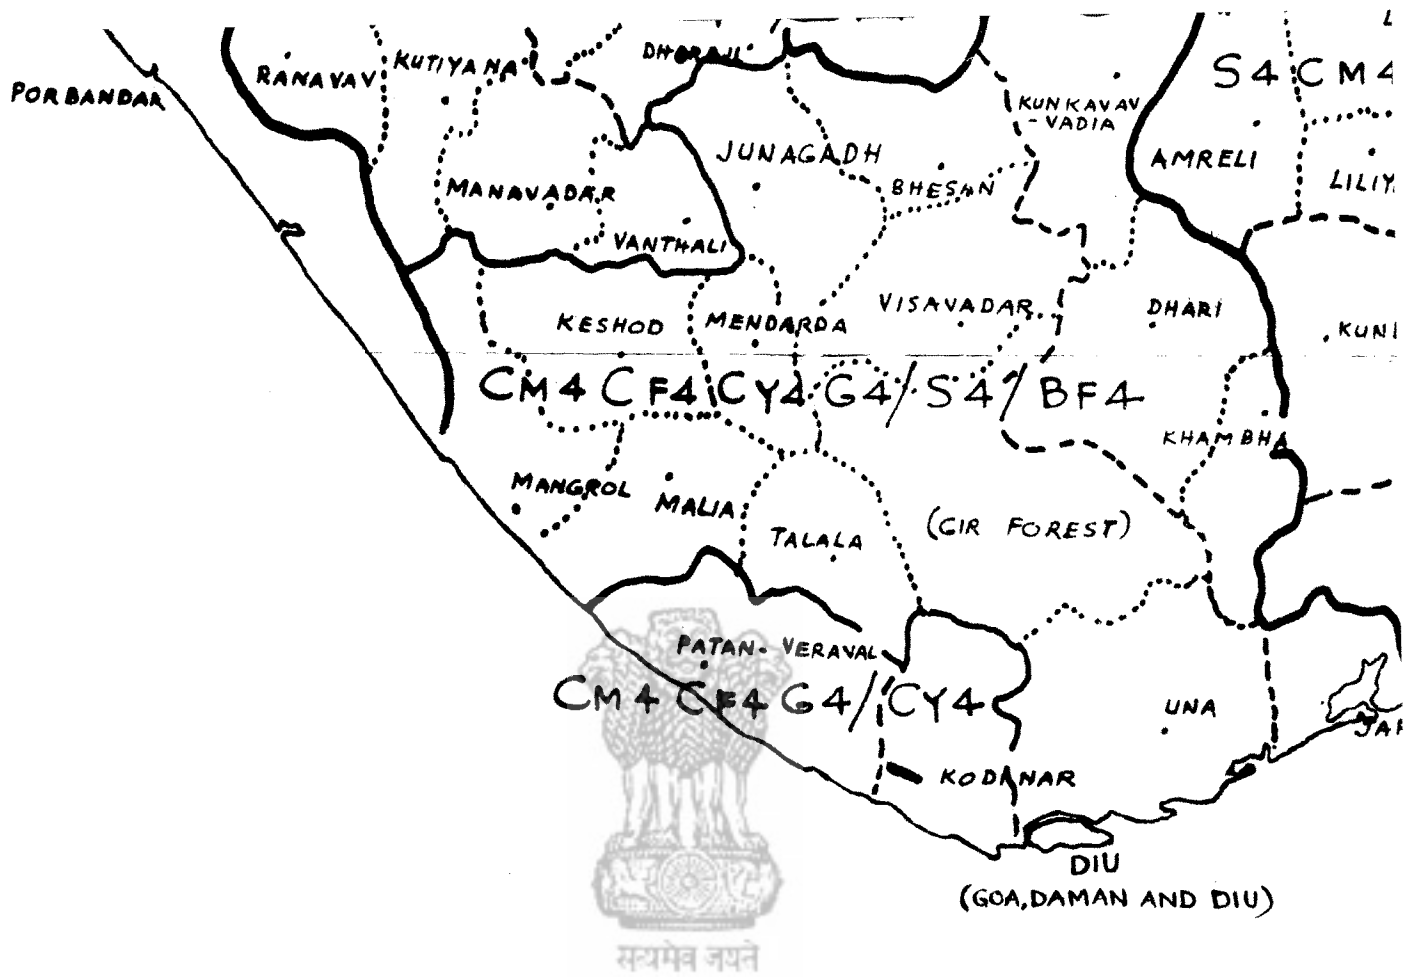 DHORAJI
KUTIYANA
RANAVAV
S4 CM4
PORBANDAR
KUNKAVAV
-VADIA
JUNAGADH
AMRELI
BHESAN
MANAVADAR
VANTHALI
VISAVADAR
DHARI
KESHOD
MENDARDA
CM4 CF4 CY4 G4/S4/BF4
KHAMBHA
MANGROL
MALIA
(GIR FOREST)
TALALA
PATAN-VERAVAL
CM4 CF4 G4/CY4
UNA
KODANAR
DIU
(GOA, DAMAN AND DIU)
सत्यमेव जयते